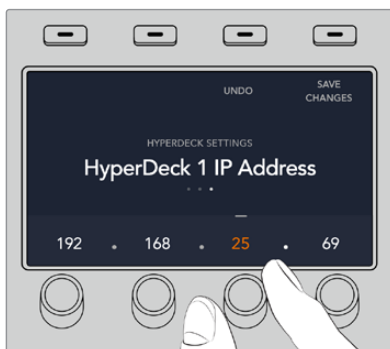 UNDO
SAVE
CHANGES
HYPERDECK SETTINGS
HyperDeck 1 IP Address
192 . 168 . 25 . 69